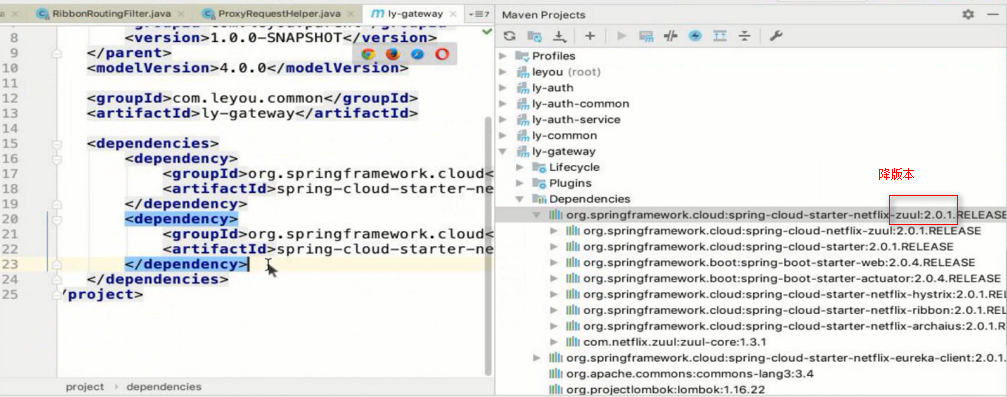 RibbonRoutingFilter.java
ProxyRequestHelper.java
ly-gateway
7
8 <version>1.0.0-SNAPSHOT</version>
9 </parent>
10 <modelVersion>4.0.0</modelVersion>
11
12 <groupId>com.leyou.common</groupId>
13 <artifactId>ly-gateway</artifactId>
14
15 <dependencies>
16 <dependency>
17 <groupId>org.springframework.cloud<
18 <artifactId>spring-cloud-starter-ne
19 </dependency>
20 <dependency>
21 <groupId>org.springframework.cloud<
22 <artifactId>spring-cloud-starter-ne
23 </dependency>
24 </dependencies>
25 /project>
project › dependencies
Maven Projects
Profiles
leyou (root)
ly-auth
ly-auth-common
ly-auth-service
ly-common
ly-gateway
Lifecycle
Plugins
降版本
Dependencies
org.springframework.cloud:spring-cloud-starter-netflix-zuul:2.0.1.RELEASE
org.springframework.cloud:spring-cloud-netflix-zuul:2.0.1.RELEASE
org.springframework.cloud:spring-cloud-starter:2.0.1.RELEASE
org.springframework.boot:spring-boot-starter-web:2.0.4.RELEASE
org.springframework.boot:spring-boot-starter-actuator:2.0.4.RELEASE
org.springframework.cloud:spring-cloud-starter-netflix-hystrix:2.0.1.REL
org.springframework.cloud:spring-cloud-starter-netflix-ribbon:2.0.1.REL
org.springframework.cloud:spring-cloud-starter-netflix-archaius:2.0.1.R
com.netflix.zuul:zuul-core:1.3.1
org.springframework.cloud:spring-cloud-starter-netflix-eureka-client:2.0.1.
org.apache.commons:commons-lang3:3.4
org.projectlombok:lombok:1.16.22